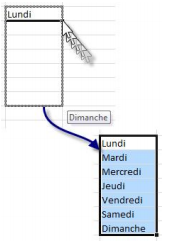 Lundi
Dimanche
Lundi
Mardi
Mercredi
Jeudi
Vendredi
Samedi
Dimanche